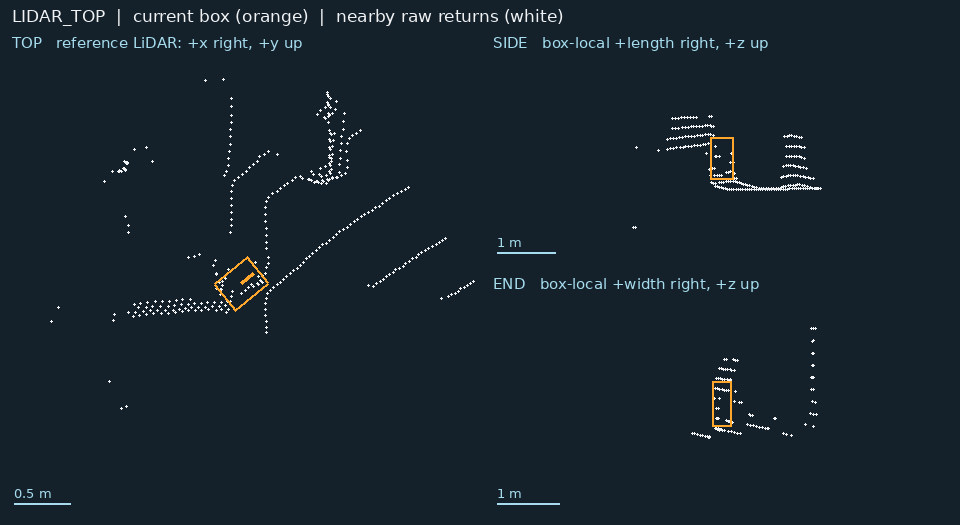 LIDAR_TOP  |  current box (orange)  |  nearby raw returns (white)
TOP   reference LiDAR: +x right, +y up
SIDE   box-local +length right, +z up
1 m
END   box-local +width right, +z up
0.5 m
1 m